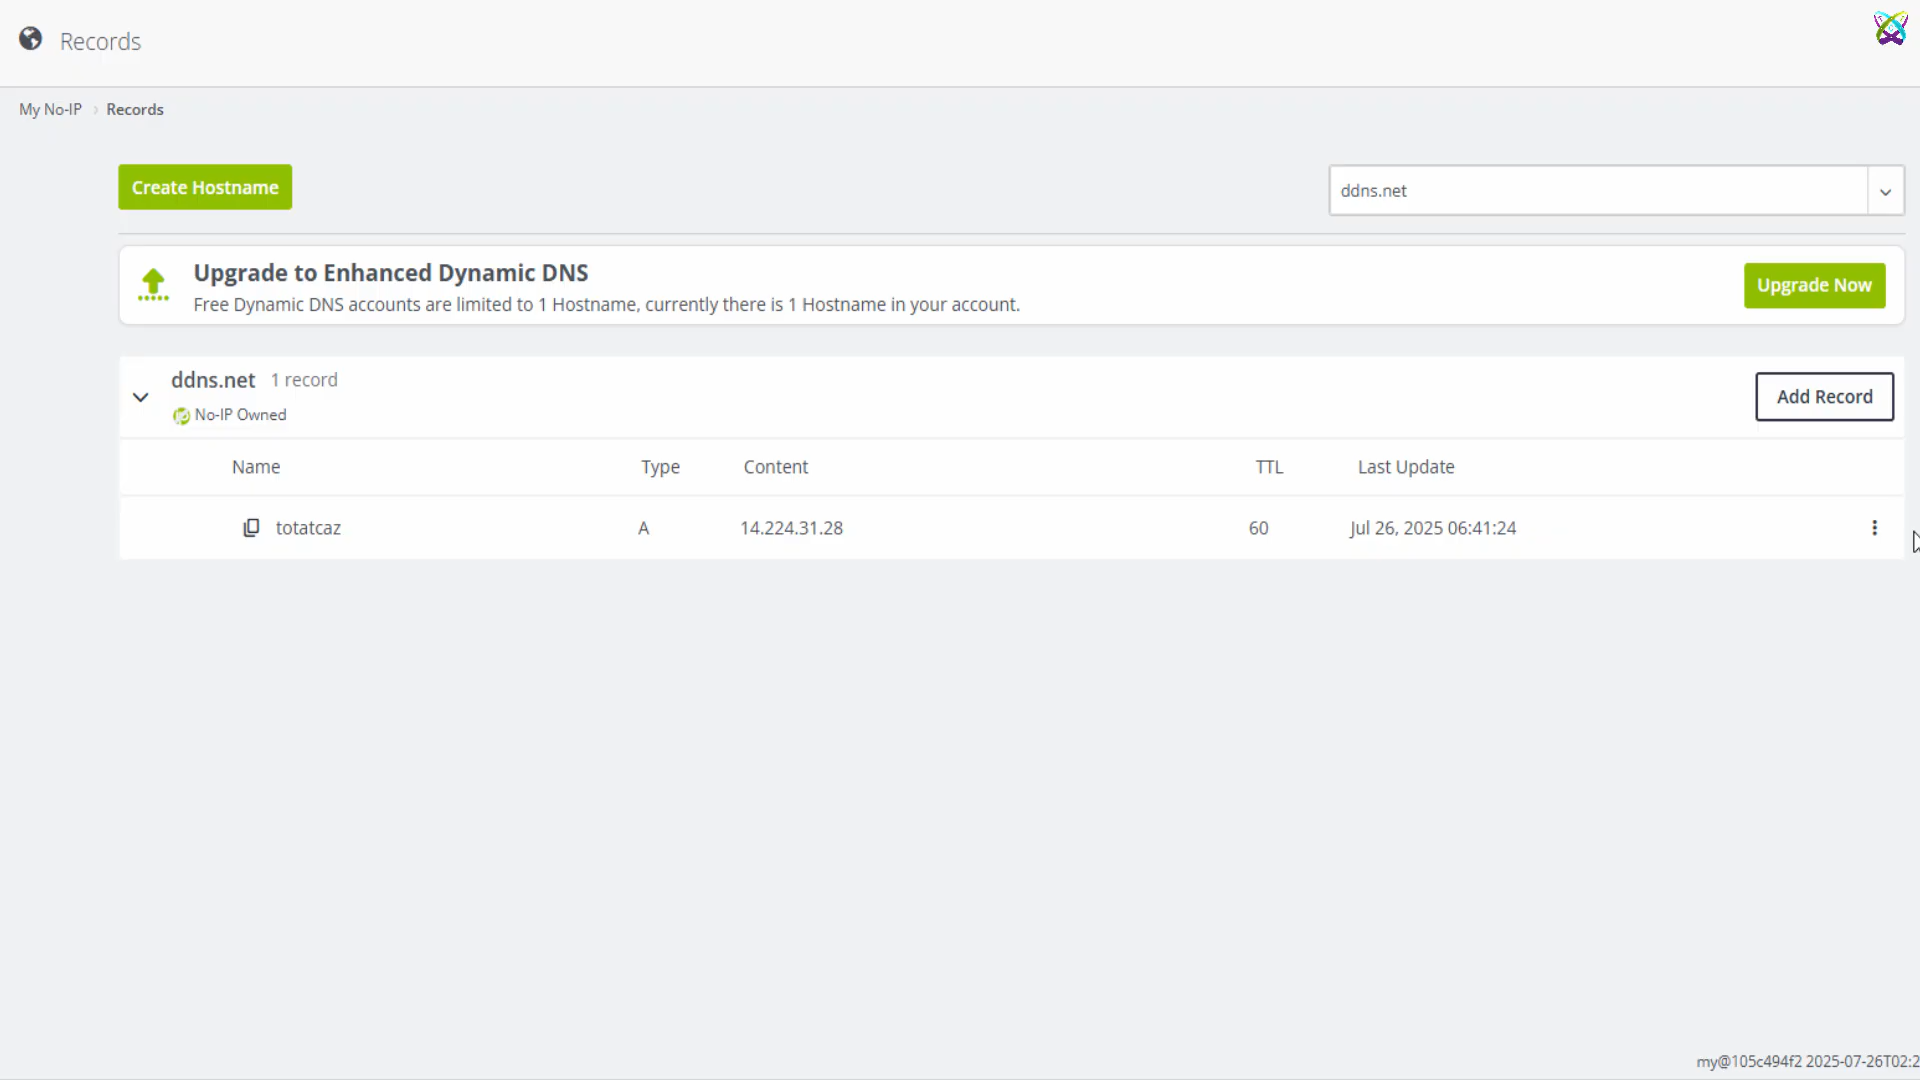 Records
My No-IP › Records
Create Hostname
ddns.net
Upgrade to Enhanced Dynamic DNS
Free Dynamic DNS accounts are limited to 1 Hostname, currently there is 1 Hostname in your account.
Upgrade Now
ddns.net 1 record
No-IP Owned
Add Record
Name Type Content TTL Last Update
totatcaz A 14.224.31.28 60 Jul 26, 2025 06:41:24
my@105c494f2 2025-07-26T02:2